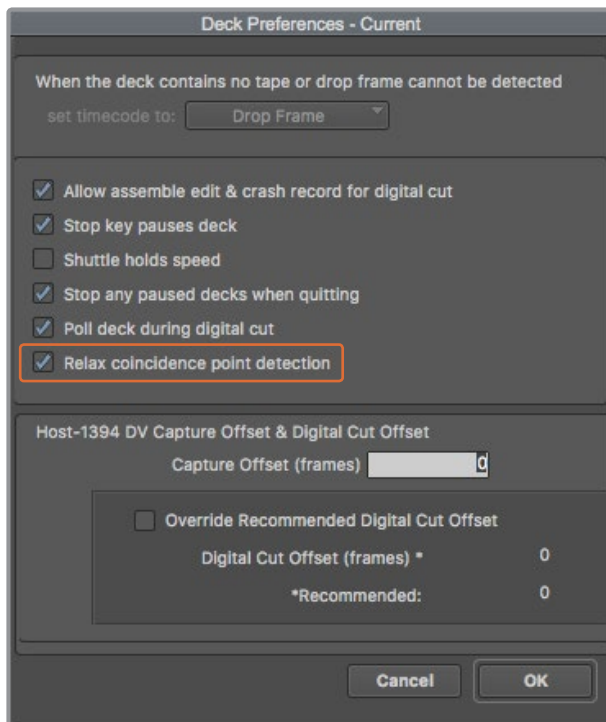 Deck Preferences - Current
When the deck contains no tape or drop frame cannot be detected
set timecode to: Drop Frame
Allow assemble edit & crash record for digital cut
Stop key pauses deck
Shuttle holds speed
Stop any paused decks when quitting
Poll deck during digital cut
Relax coincidence point detection
Host-1394 DV Capture Offset & Digital Cut Offset
Capture Offset (frames) 0
Override Recommended Digital Cut Offset
Digital Cut Offset (frames) * 0
*Recommended: 0
Cancel OK